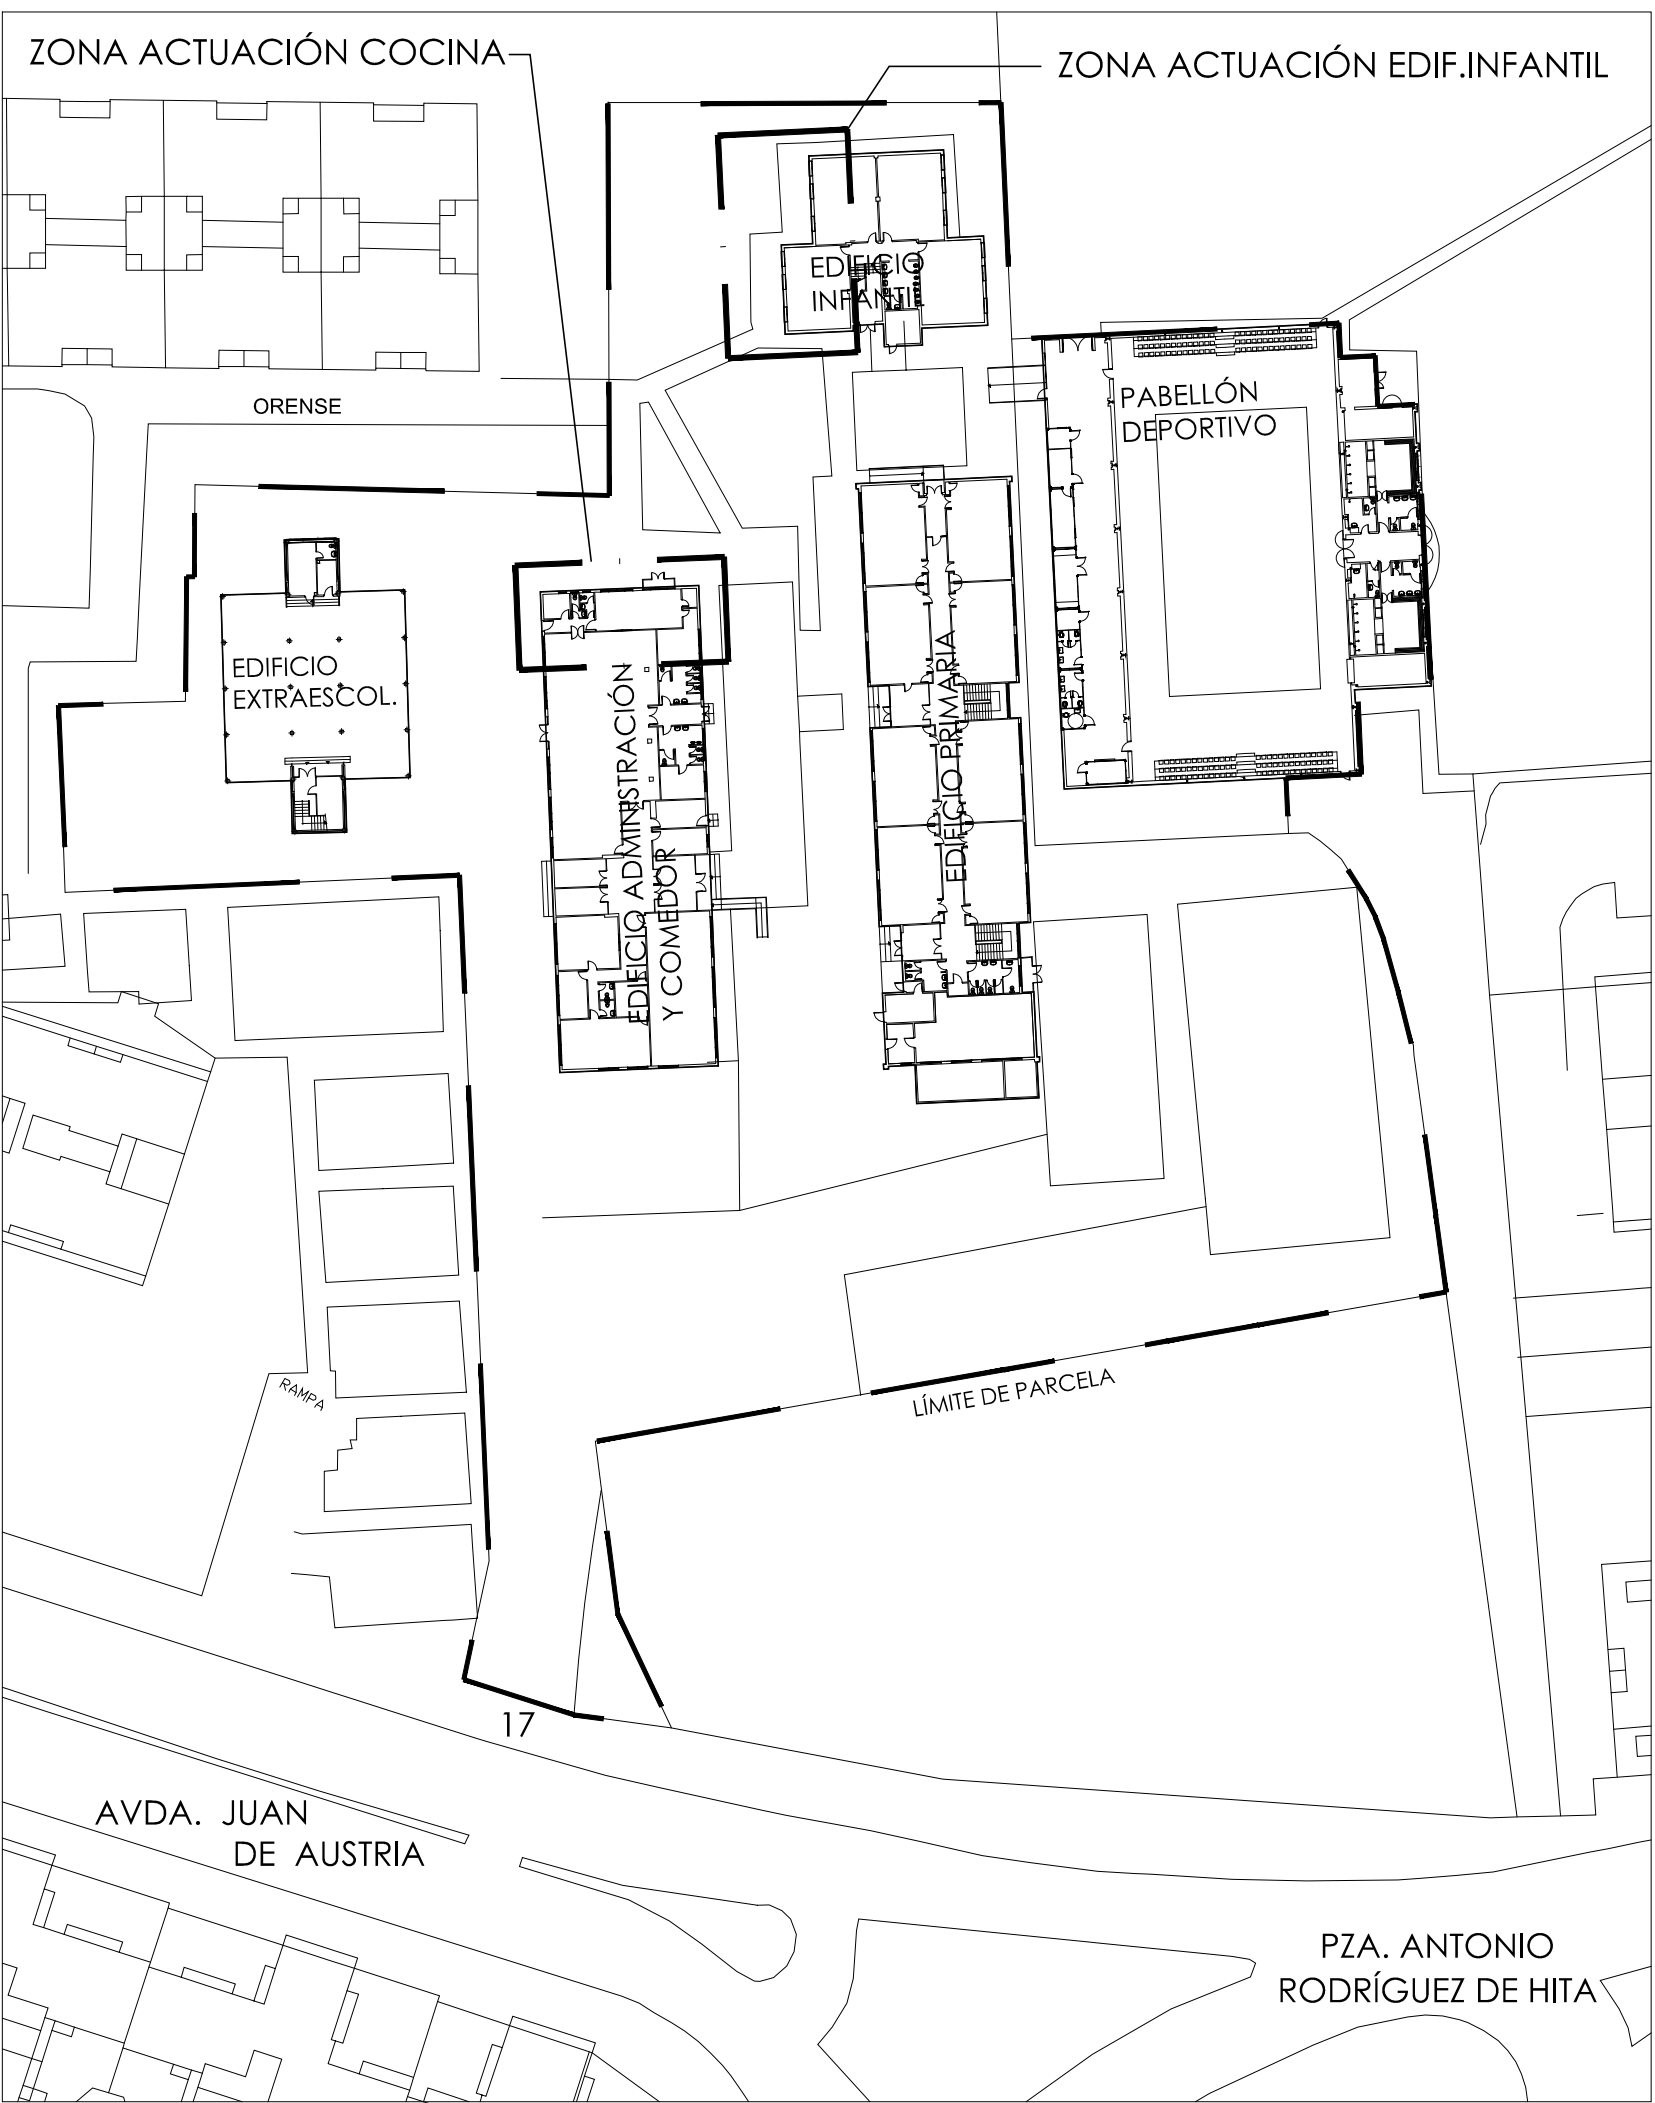 ZONA ACTUACIÓN COCINA
ZONA ACTUACIÓN EDIF.INFANTIL
EDIFICIO
INFANTIL
ORENSE
PABELLÓN
DEPORTIVO
EDIFICIO
EXTRAESCOL.
EDIFICIO ADMINISTRACIÓN
Y COMEDOR
EDIFICIO PRIMARIA
RAMPA
LÍMITE DE PARCELA
17
AVDA. JUAN
DE AUSTRIA
PZA. ANTONIO
RODRÍGUEZ DE HITA